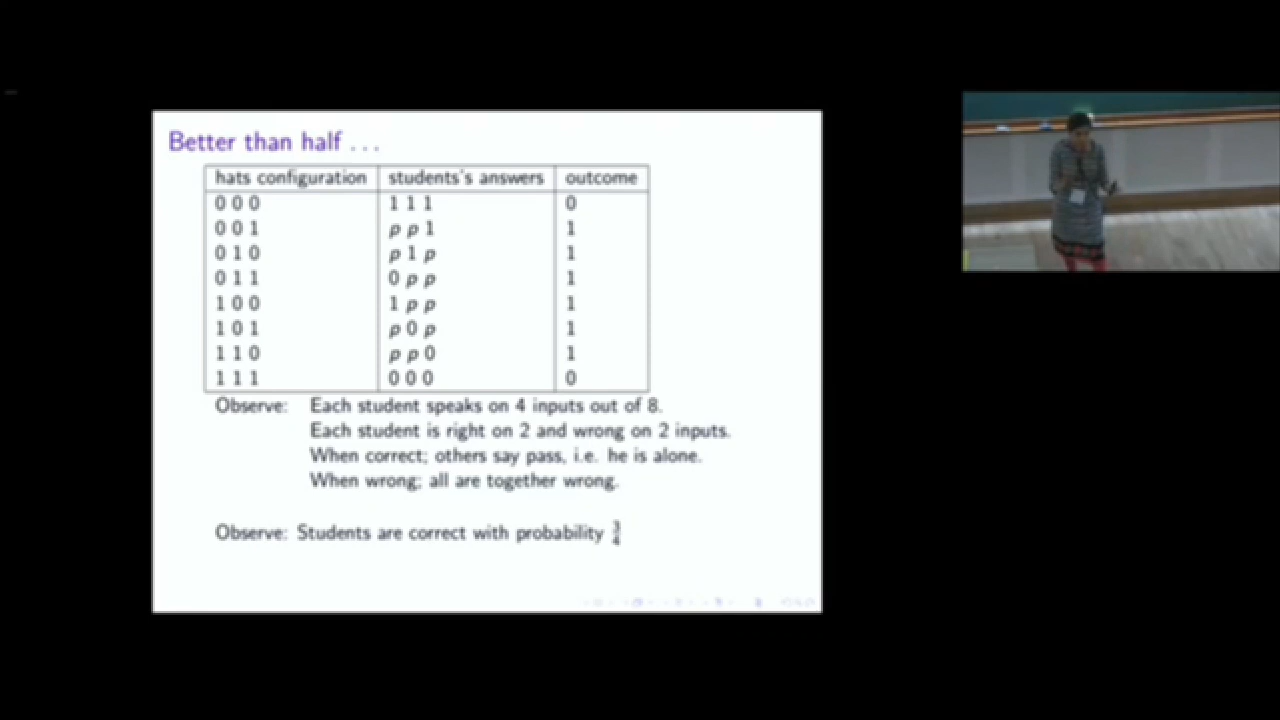 Better than half ...
hats configuration students's answers outcome
0 0 0 1 1 1 0
0 0 1 p p 1 1
0 1 0 p 1 p 1
0 1 1 0 p p 1
1 0 0 1 p p 1
1 0 1 p 0 p 1
1 1 0 p p 0 1
1 1 1 0 0 0 0
Observe: Each student speaks on 4 inputs out of 8.
Each student is right on 2 and wrong on 2 inputs.
When correct; others say pass, i.e. he is alone.
When wrong; all are together wrong.
Observe: Students are correct with probability 3/4